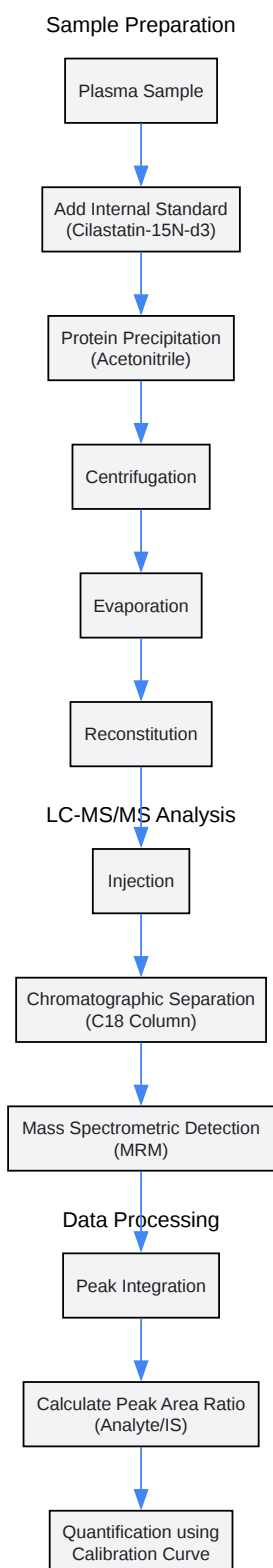 Sample Preparation
Plasma Sample
Add Internal Standard
(Cilastatin-15N-d3)
Protein Precipitation
(Acetonitrile)
Centrifugation
Evaporation
Reconstitution
LC-MS/MS Analysis
Injection
Chromatographic Separation
(C18 Column)
Mass Spectrometric Detection
(MRM)
Data Processing
Peak Integration
Calculate Peak Area Ratio
(Analyte/IS)
Quantification using
Calibration Curve